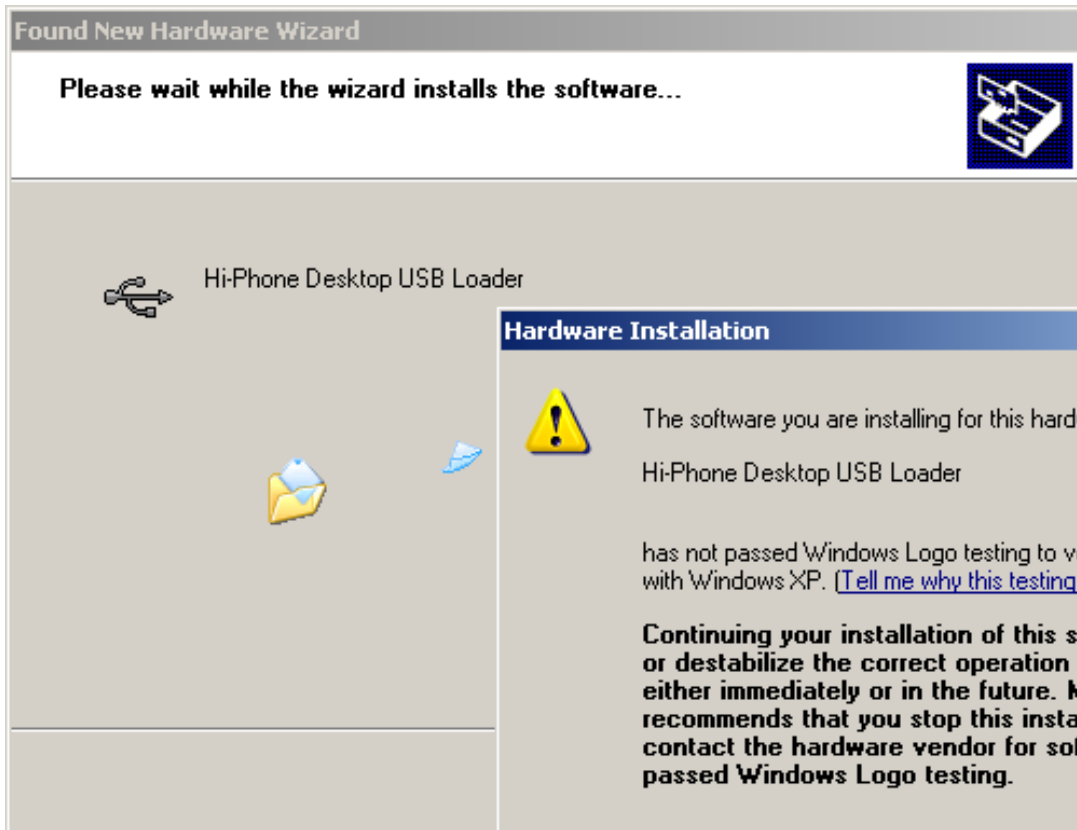 Found New Hardware Wizard
Please wait while the wizard installs the software...
Hi-Phone Desktop USB Loader
Hardware Installation
The software you are installing for this hard
Hi-Phone Desktop USB Loader
has not passed Windows Logo testing to v
with Windows XP. (Tell me why this testing
Continuing your installation of this s
or destabilize the correct operation
either immediately or in the future. M
recommends that you stop this insta
contact the hardware vendor for sof
passed Windows Logo testing.